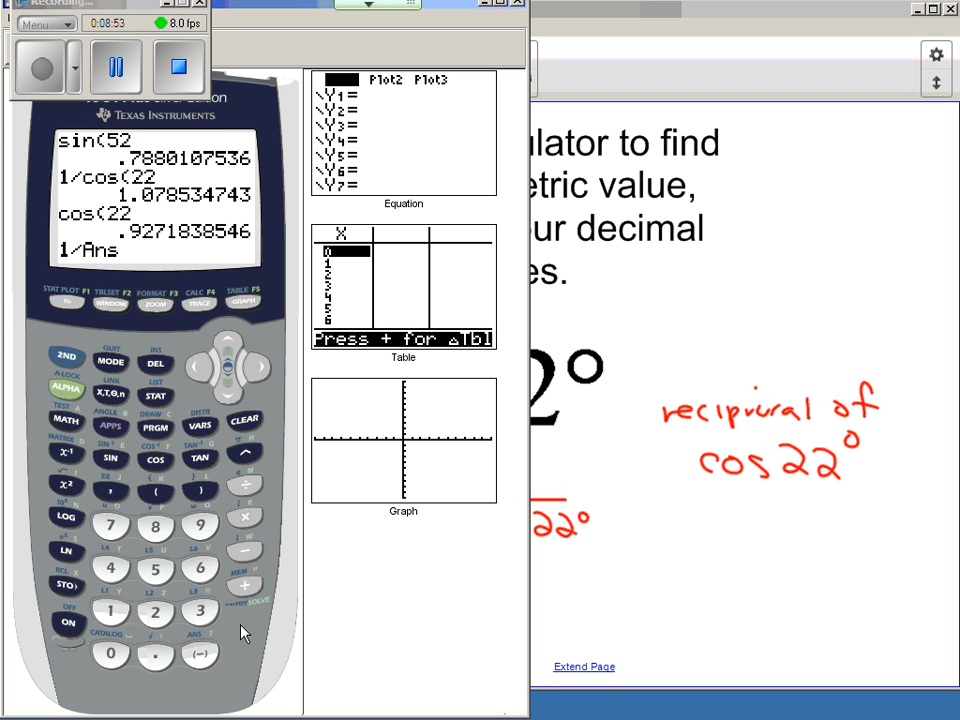 Recording...
Menu
0:08:53
8.0 fps
TEXAS INSTRUMENTS
sin(52
.7880107536
1/cos(22
1.078534743
cos(22
.9271838546
1/Ans
STAT PLOT F1 TBLSET F2 FORMAT F3 CALC F4 TABLE F5
Y= WINDOW ZOOM TRACE GRAPH
QUIT INS
2ND MODE DEL
A-LOCK LINK LIST
ALPHA X,T,Θ,n STAT
TEST A ANGLE B DRAW C DISTR
MATH APPS PRGM VARS CLEAR
MATRIX D SIN⁻¹ E COS⁻¹ F TAN⁻¹ G π H
x⁻¹ SIN COS TAN ^
x² , ( ) ÷
LOG 7 8 9 ×
LN 4 5 6 −
RCL X L1 Y L2 Z L3 θ MEM "
STO› 1 2 3 +
OFF CATALOG i : ANS ? ENTRY SOLVE
ON 0 . (-)
Plot2 Plot3
\Y1=
\Y2=
\Y3=
\Y4=
\Y5=
\Y6=
\Y7=
Equation
X
0
1
2
3
4
5
6
Press + for △Tbl
Table
Graph
ulator to find
etric value,
our decimal
es.
2°
22°
reciprural of
cos 22°
Extend Page